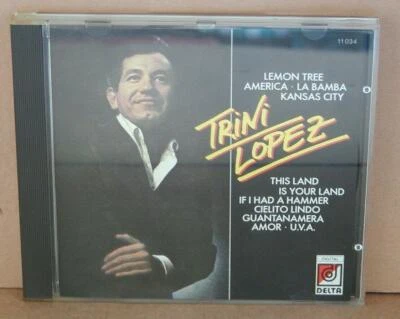 11 034
LEMON TREE
AMERICA · LA BAMBA
KANSAS CITY
TRiNi
LOPEZ
THIS LAND
IS YOUR LAND
IF I HAD A HAMMER
CIELITO LINDO
GUANTANAMERA
AMOR · U.V.A.
DIGITAL
DELTA